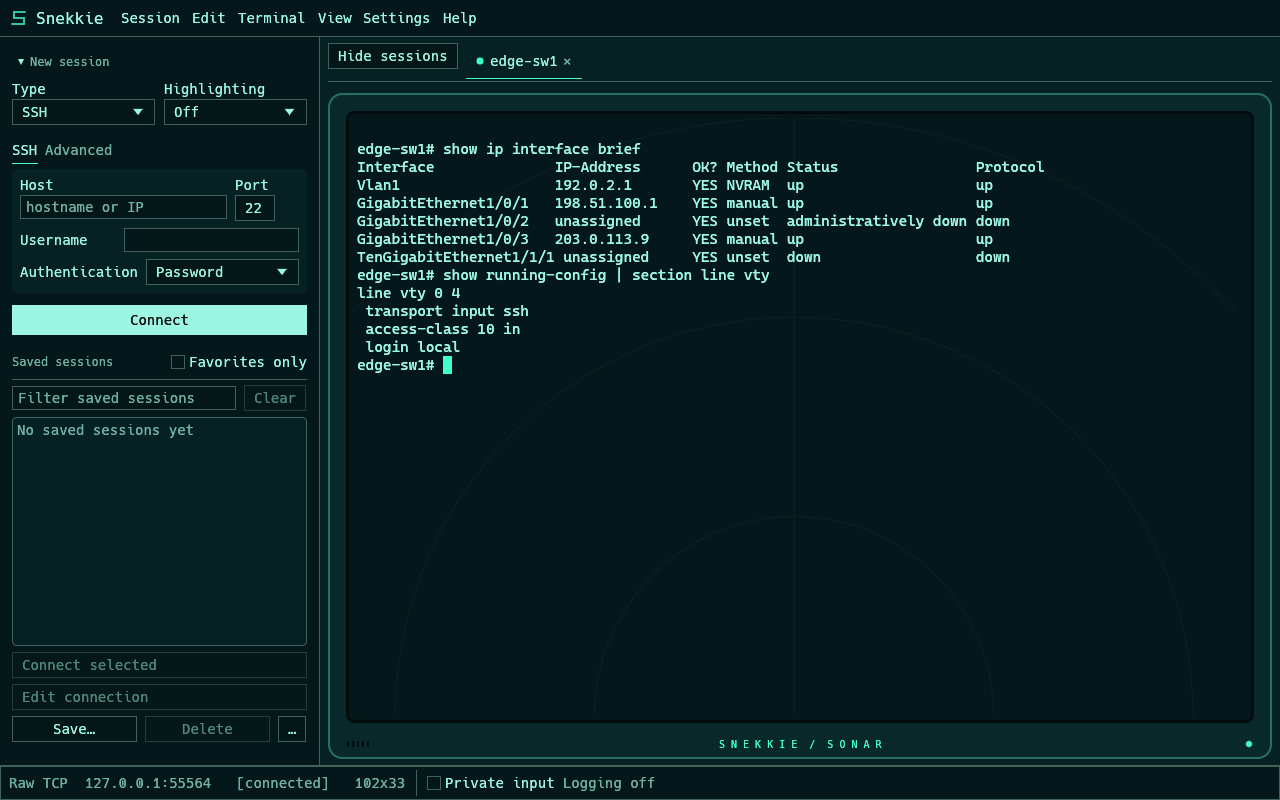 Snekkie Session Edit Terminal View Settings Help
▼ New session
Type Highlighting
SSH Off
SSH Advanced
Host Port
hostname or IP 22
Username
Authentication Password
Connect
Saved sessions Favorites only
Filter saved sessions Clear
No saved sessions yet
Connect selected
Edit connection
Save… Delete …
Hide sessions edge-sw1 ×
edge-sw1# show ip interface brief
Interface IP-Address OK? Method Status Protocol
Vlan1 192.0.2.1 YES NVRAM up up
GigabitEthernet1/0/1 198.51.100.1 YES manual up up
GigabitEthernet1/0/2 unassigned YES unset administratively down down
GigabitEthernet1/0/3 203.0.113.9 YES manual up up
TenGigabitEthernet1/1/1 unassigned YES unset down down
edge-sw1# show running-config | section line vty
line vty 0 4
 transport input ssh
 access-class 10 in
 login local
edge-sw1#
SNEKKIE / SONAR
Raw TCP 127.0.0.1:55564 [connected] 102x33 Private input Logging off